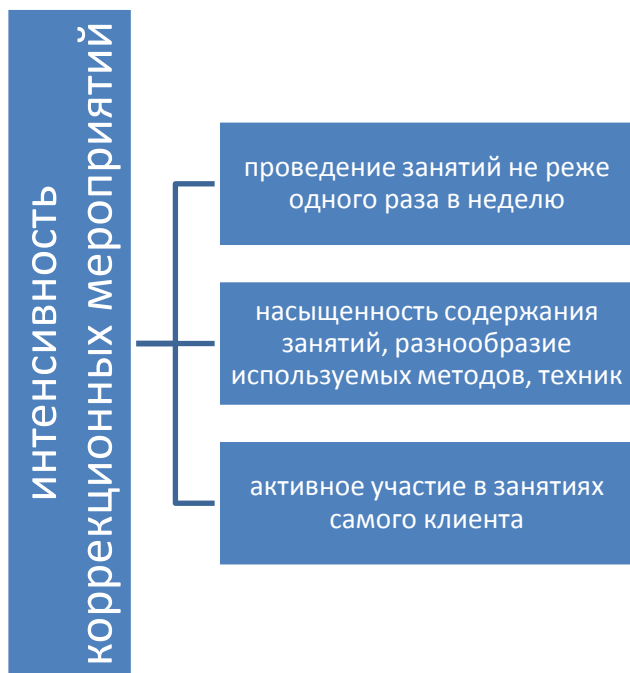 интенсивность
коррекционных мероприятий
проведение занятий не реже
одного раза в неделю
насыщенность содержания
занятий, разнообразие
используемых методов, техник
активное участие в занятиях
самого клиента